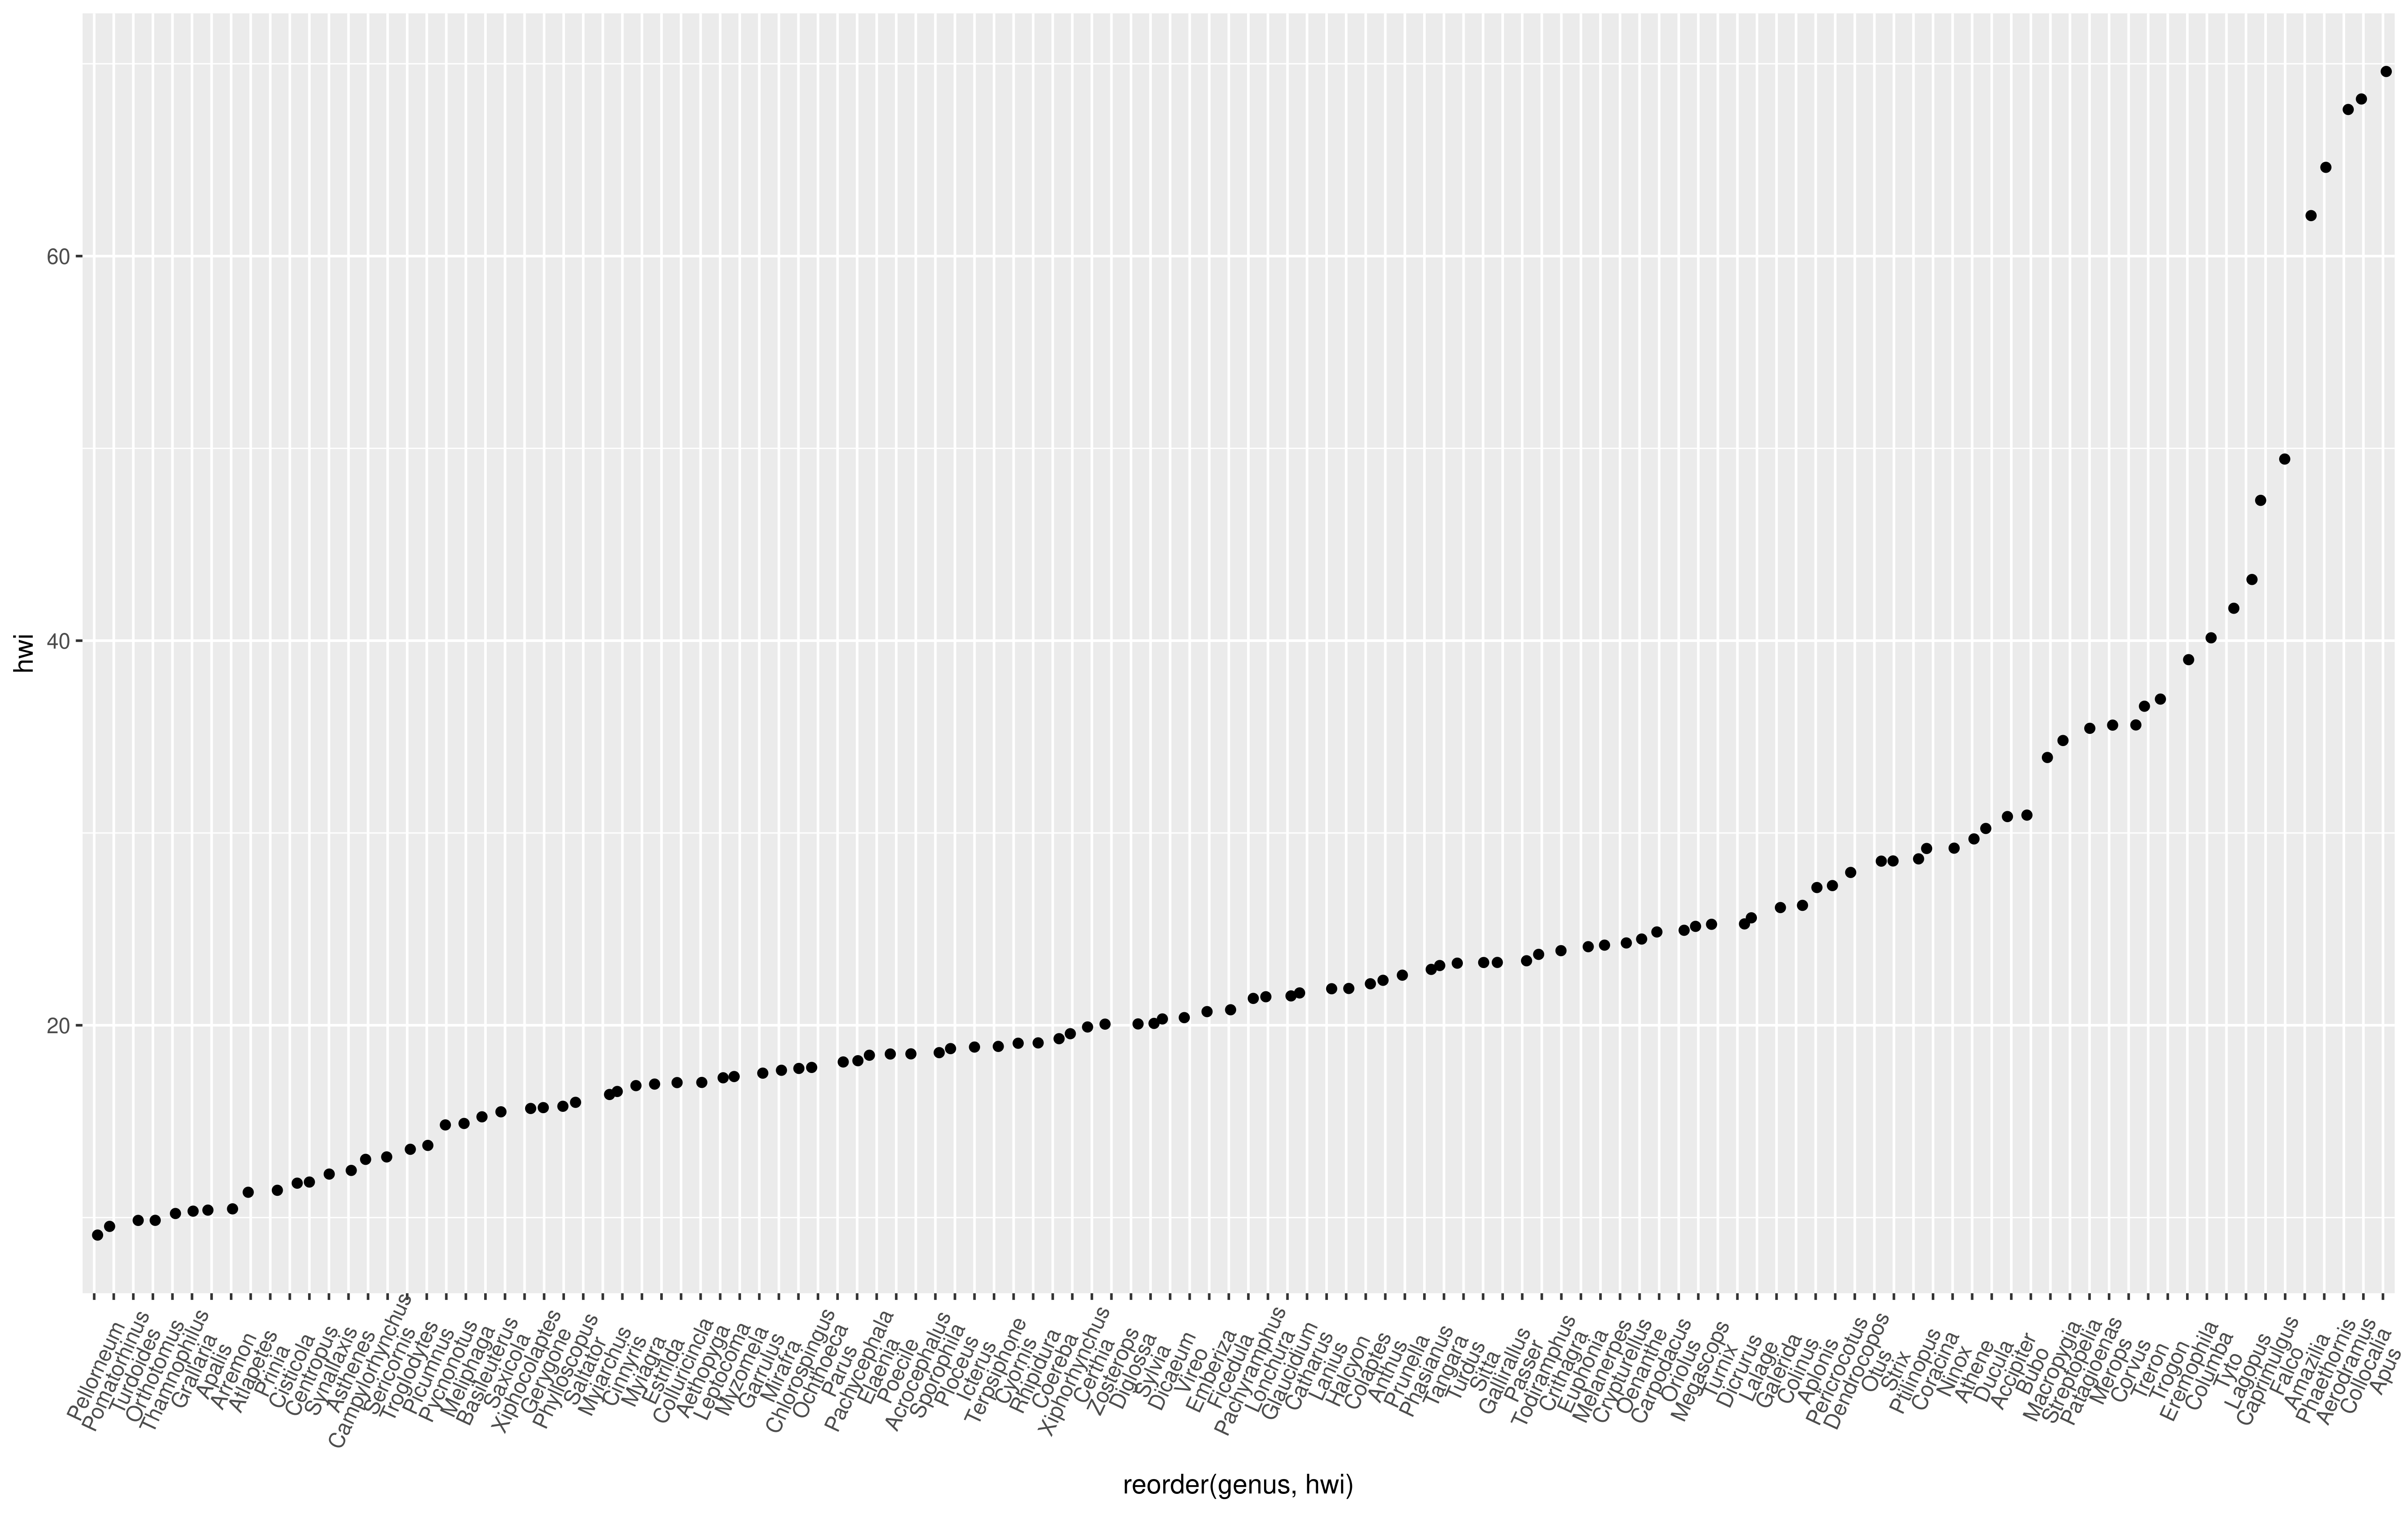 hwi
60
40
20
Pellorneum
Pomatorhinus
Turdoides
Orthotomus
Thamnophilus
Grallaria
Apalis
Arremon
Atlapetes
Prinia
Cisticola
Centropus
Synallaxis
Asthenes
Campylorhynchus
Sericornis
Troglodytes
Picumnus
Pycnonotus
Meliphaga
Basileuterus
Saxicola
Xiphocolaptes
Gerygone
Phylloscopus
Saltator
Myiarchus
Cinnyris
Myiagra
Estrilda
Colluricincla
Aethopyga
Leptocoma
Myzomela
Garrulus
Mirafra
Chlorospingus
Ochthoeca
Parus
Pachycephala
Elaenia
Poecile
Acrocephalus
Sporophila
Ploceus
Icterus
Terpsiphone
Cyornis
Rhipidura
Coereba
Xiphorhynchus
Certhia
Zosterops
Diglossa
Sylvia
Dicaeum
Vireo
Emberiza
Ficedula
Pachyramphus
Lonchura
Glaucidium
Catharus
Lanius
Halcyon
Colaptes
Anthus
Prunella
Phasianus
Tangara
Turdus
Sitta
Gallirallus
Passer
Todiramphus
Crithagra
Euphonia
Melanerpes
Crypturellus
Oenanthe
Carpodacus
Oriolus
Megascops
Turnix
Dicrurus
Lalage
Galerida
Colinus
Aplonis
Pericrocotus
Dendrocopos
Otus
Strix
Ptilinopus
Coracina
Ninox
Athene
Ducula
Accipiter
Bubo
Macropygia
Streptopelia
Patagioenas
Merops
Corvus
Treron
Trogon
Eremophila
Columba
Tyto
Lagopus
Caprimulgus
Falco
Amazilia
Phaethornis
Aerodramus
Collocalia
Apus
reorder(genus, hwi)